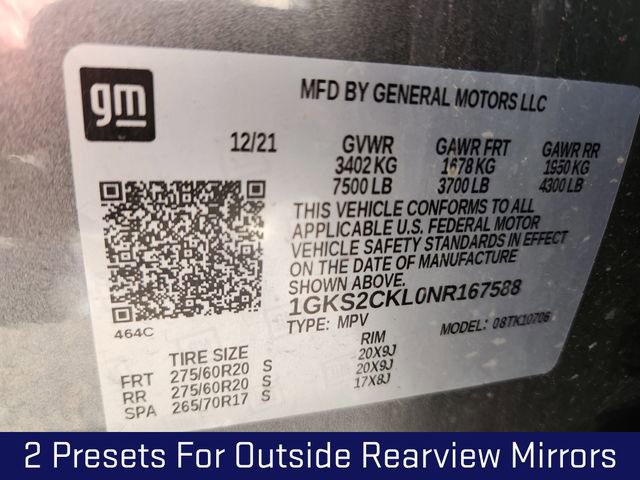 gm
MFD BY GENERAL MOTORS LLC
12/21 GVWR GAWR FRT GAWR RR
3402 KG 1678 KG 1950 KG
7500 LB 3700 LB 4300 LB
THIS VEHICLE CONFORMS TO ALL
APPLICABLE U.S. FEDERAL MOTOR
VEHICLE SAFETY STANDARDS IN EFFECT
ON THE DATE OF MANUFACTURE
SHOWN ABOVE.
1GKS2CKL0NR167588
464C TYPE: MPV MODEL: 08TK10706
TIRE SIZE RIM
FRT 275/60R20 S 20X9J
RR 275/60R20 S 20X9J
SPA 265/70R17 S 17X8J
2 Presets For Outside Rearview Mirrors